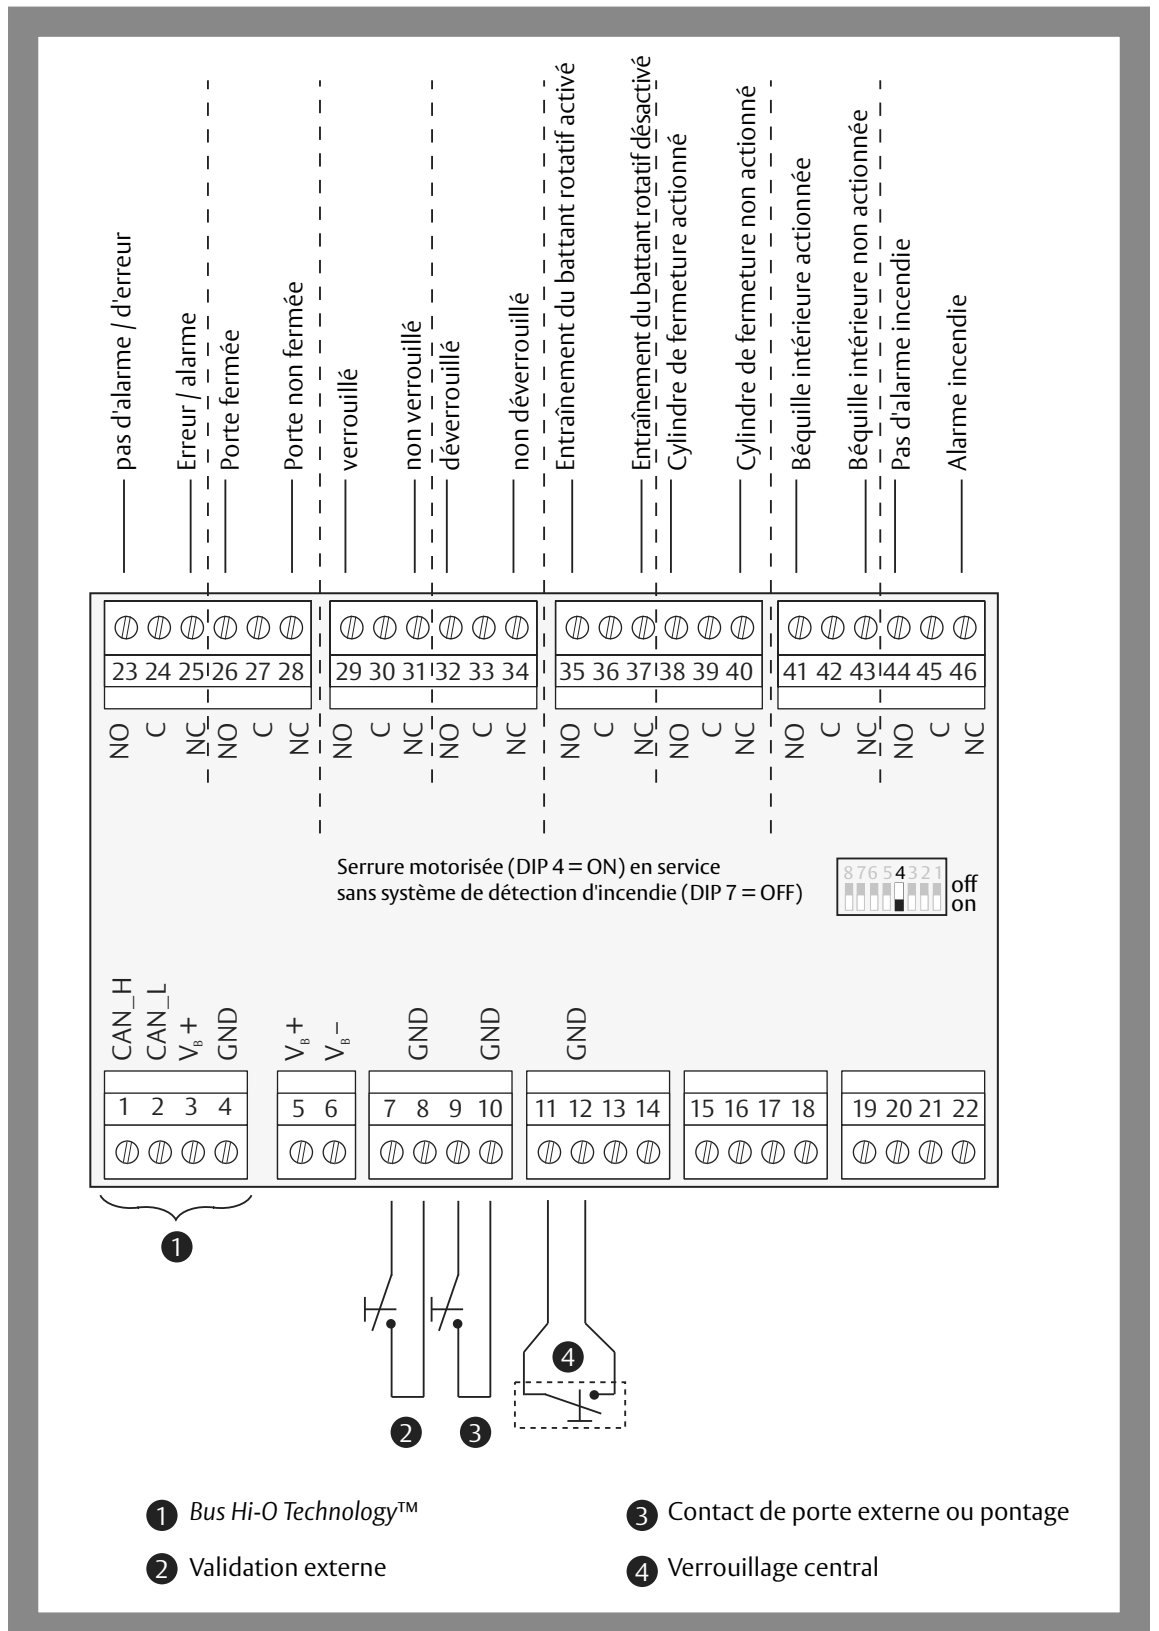 pas d'alarme / d'erreur
Erreur / alarme
Porte fermée
Porte non fermée
verrouillé
non verrouillé
déverrouillé
non déverrouillé
Entraînement du battant rotatif activé
Entraînement du battant rotatif désactivé
Cylindre de fermeture actionné
Cylindre de fermeture non actionné
Béquille intérieure actionnée
Béquille intérieure non actionnée
Pas d'alarme incendie
Alarme incendie
23 24 25 26 27 28 29 30 31 32 33 34 35 36 37 38 39 40 41 42 43 44 45 46
NO C NC NO C NC NO C NC NO C NC NO C NC NO C NC NO C NC NO C NC
Serrure motorisée (DIP 4 = ON) en service
sans système de détection d'incendie (DIP 7 = OFF)
8 7 6 5 4 3 2 1
off
on
CAN_H
CAN_L
VB +
GND
VB +
VB –
GND
GND
GND
1 2 3 4 5 6 7 8 9 10 11 12 13 14 15 16 17 18 19 20 21 22
1
4
2
3
1 Bus Hi-O Technology™
3 Contact de porte externe ou pontage
2 Validation externe
4 Verrouillage central